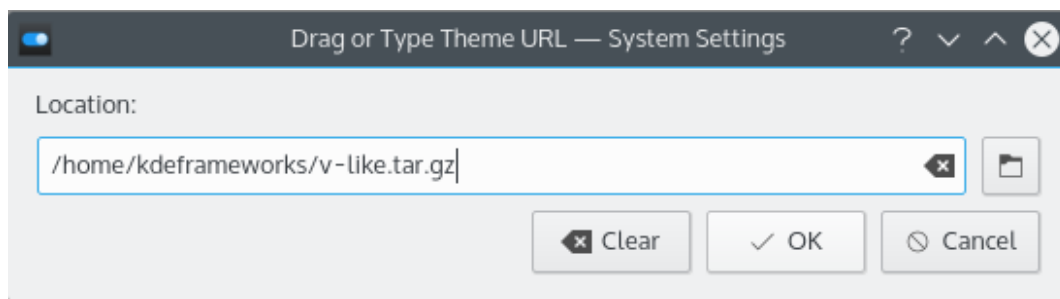 Drag or Type Theme URL — System Settings
Location:
/home/kdeframeworks/v-like.tar.gz
Clear OK Cancel